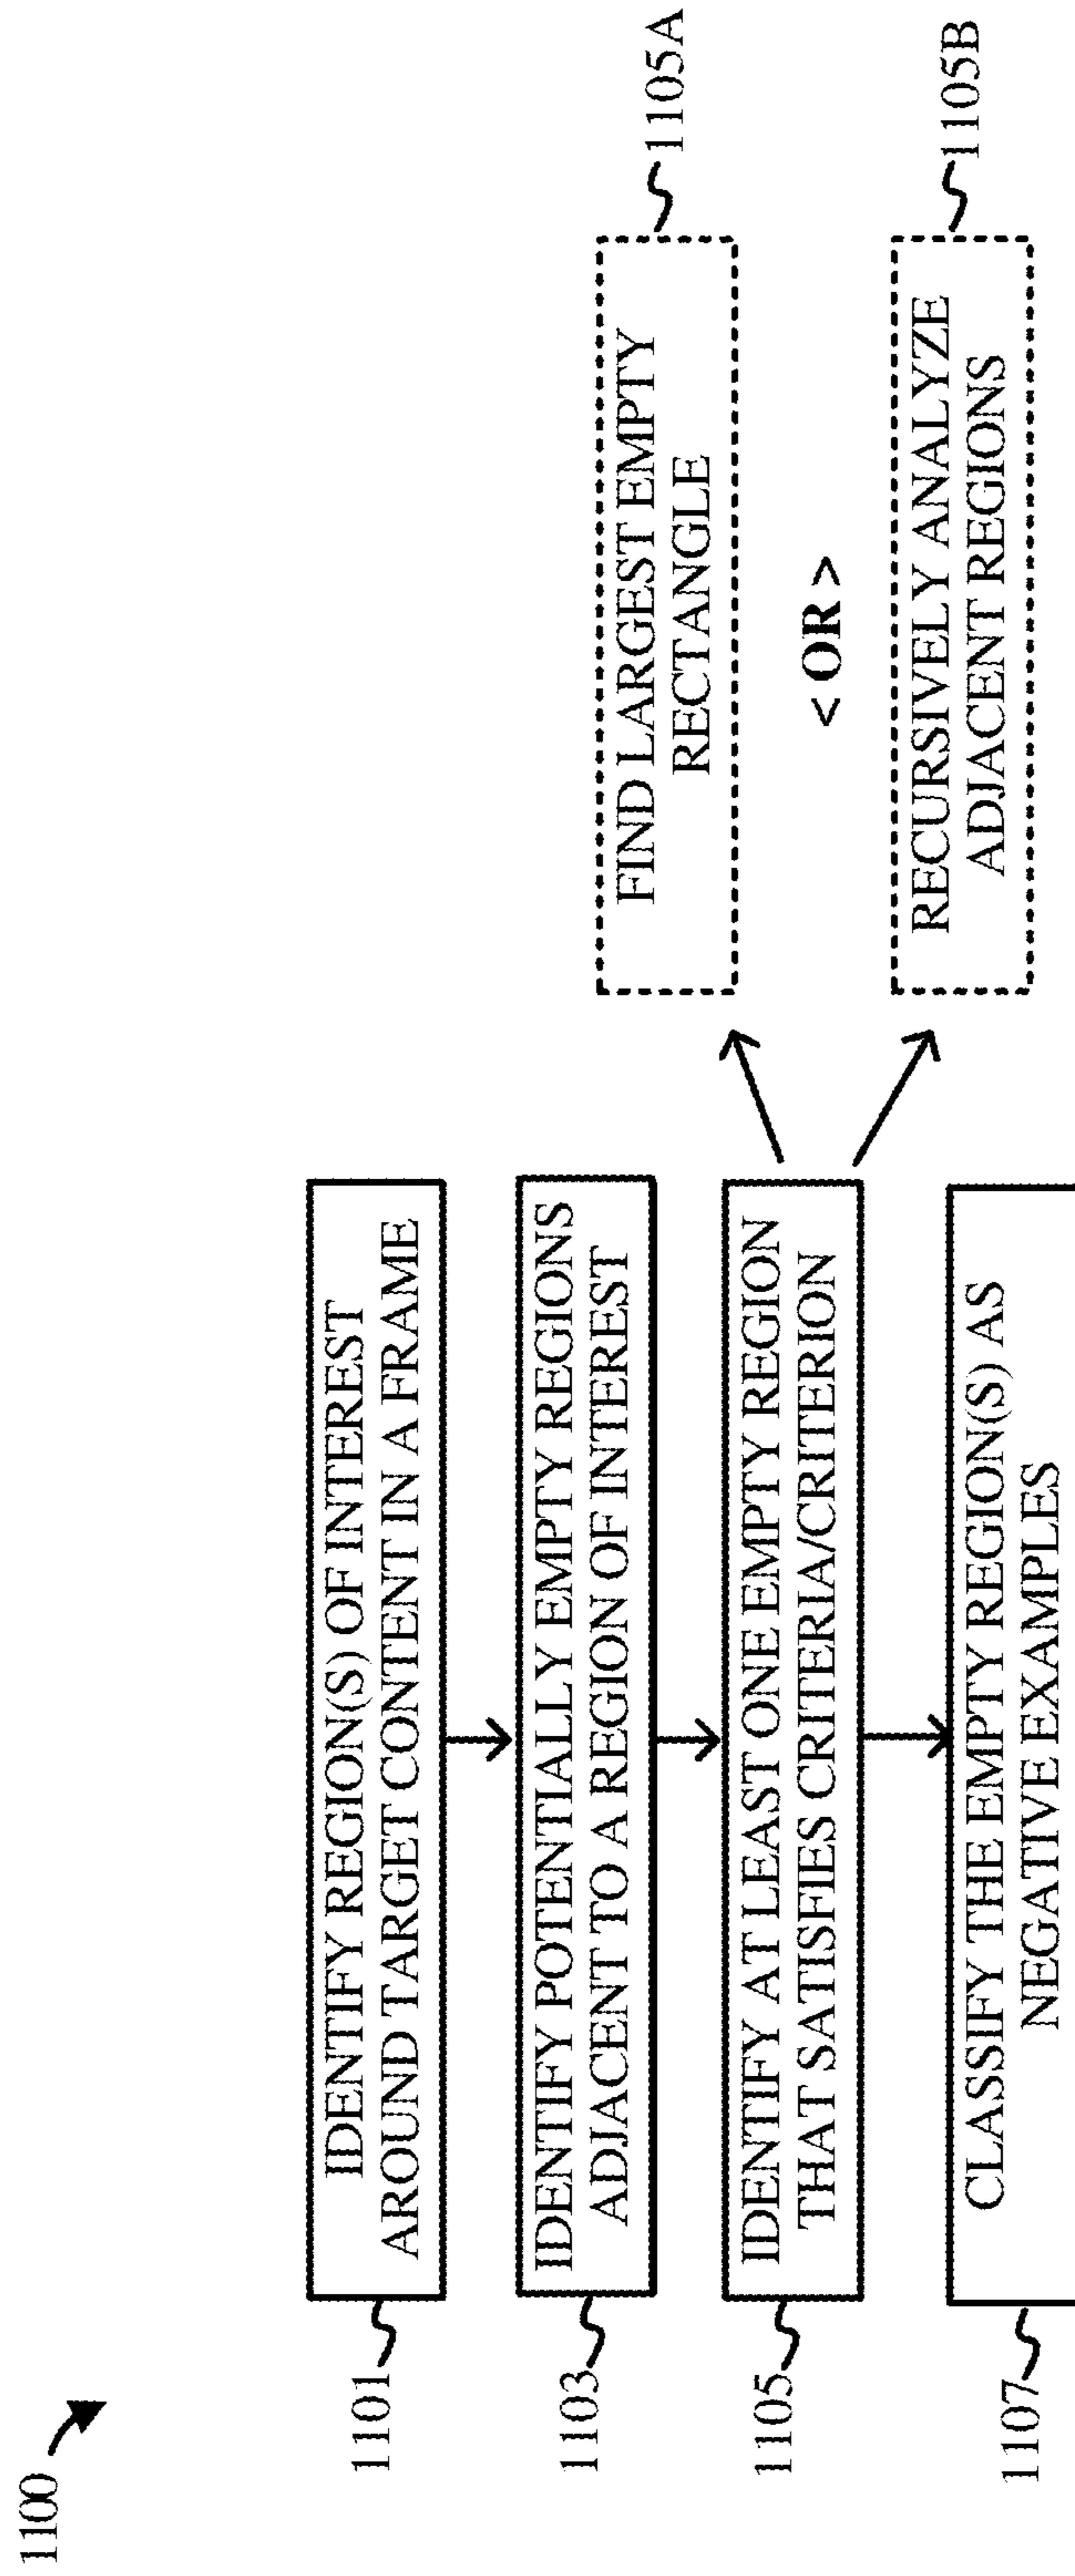 1100
1101
IDENTIFY REGION(S) OF INTEREST
AROUND TARGET CONTENT IN A FRAME
1103
IDENTIFY POTENTIALLY EMPTY REGIONS
ADJACENT TO A REGION OF INTEREST
1105
IDENTIFY AT LEAST ONE EMPTY REGION
THAT SATISFIES CRITERIA/CRITERION
FIND LARGEST EMPTY
RECTANGLE
1105A
< OR >
RECURSIVELY ANALYZE
ADJACENT REGIONS
1105B
1107
CLASSIFY THE EMPTY REGION(S) AS
NEGATIVE EXAMPLES